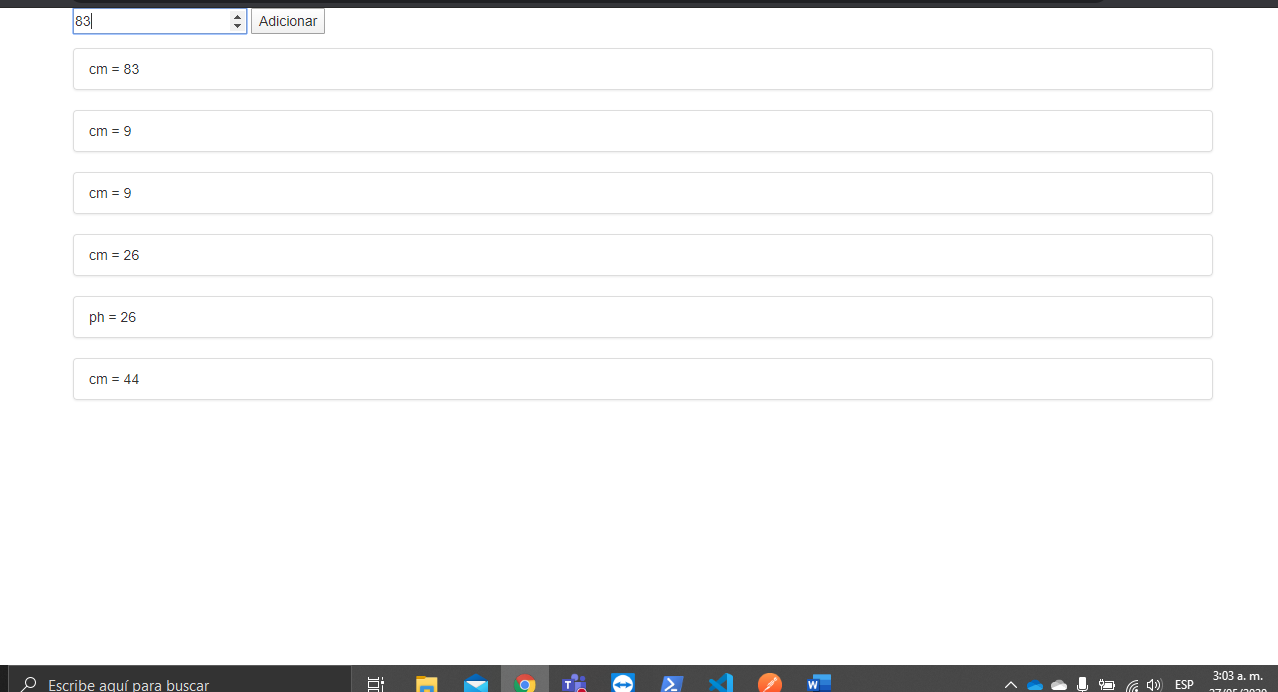 83 Adicionar
cm = 83
cm = 9
cm = 9
cm = 26
ph = 26
cm = 44
Escribe aquí para buscar
ESP
3:03 a. m.